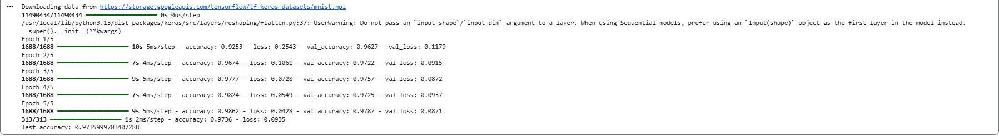 Downloading data from https://storage.googleapis.com/tensorflow/tf-keras-datasets/mnist.npz
11490434/11490434 ━━━━━━━━━━━━━━━━━━━━ 0s 0us/step
/usr/local/lib/python3.13/dist-packages/keras/src/layers/reshaping/flatten.py:37: UserWarning: Do not pass an `input_shape`/`input_dim` argument to a layer. When using Sequential models, prefer using an `Input(shape)` object as the first layer in the model instead.
super().__init__(**kwargs)
Epoch 1/5
1688/1688 ━━━━━━━━━━━━━━━━━━━━ 10s 5ms/step - accuracy: 0.9253 - loss: 0.2543 - val_accuracy: 0.9627 - val_loss: 0.1179
Epoch 2/5
1688/1688 ━━━━━━━━━━━━━━━━━━━━ 7s 4ms/step - accuracy: 0.9674 - loss: 0.1061 - val_accuracy: 0.9722 - val_loss: 0.0915
Epoch 3/5
1688/1688 ━━━━━━━━━━━━━━━━━━━━ 9s 5ms/step - accuracy: 0.9777 - loss: 0.0728 - val_accuracy: 0.9757 - val_loss: 0.0872
Epoch 4/5
1688/1688 ━━━━━━━━━━━━━━━━━━━━ 7s 4ms/step - accuracy: 0.9824 - loss: 0.0549 - val_accuracy: 0.9725 - val_loss: 0.0937
Epoch 5/5
1688/1688 ━━━━━━━━━━━━━━━━━━━━ 9s 5ms/step - accuracy: 0.9862 - loss: 0.0428 - val_accuracy: 0.9787 - val_loss: 0.0871
313/313 ━━━━━━━━━━━━━━━━━━━━ 1s 2ms/step - accuracy: 0.9736 - loss: 0.0935
Test accuracy: 0.9735999703407288